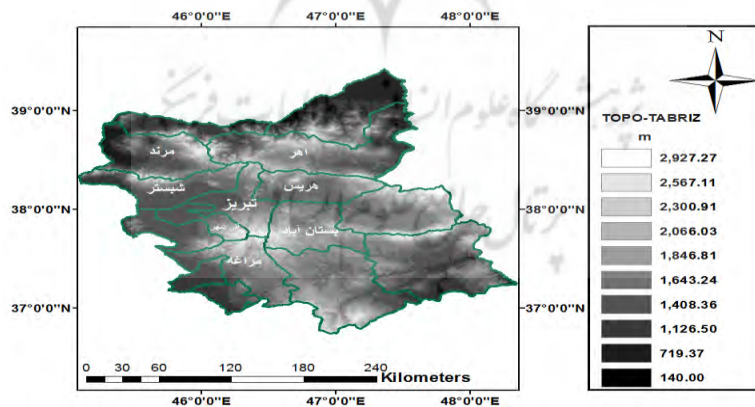 46°0'0"E 47°0'0"E 48°0'0"E
N
39°0'0"N 39°0'0"N
38°0'0"N 38°0'0"N
37°0'0"N 37°0'0"N
مرند
اهر
شبستر
هریس
تبریز
بستان آباد
مراغه
TOPO-TABRIZ
m
2,927.27
2,567.11
2,300.91
2,066.03
1,846.81
1,643.24
1,408.36
1,126.50
719.37
140.00
0 15 30 60 120 180 240
Kilometers
46°0'0"E 47°0'0"E 48°0'0"E